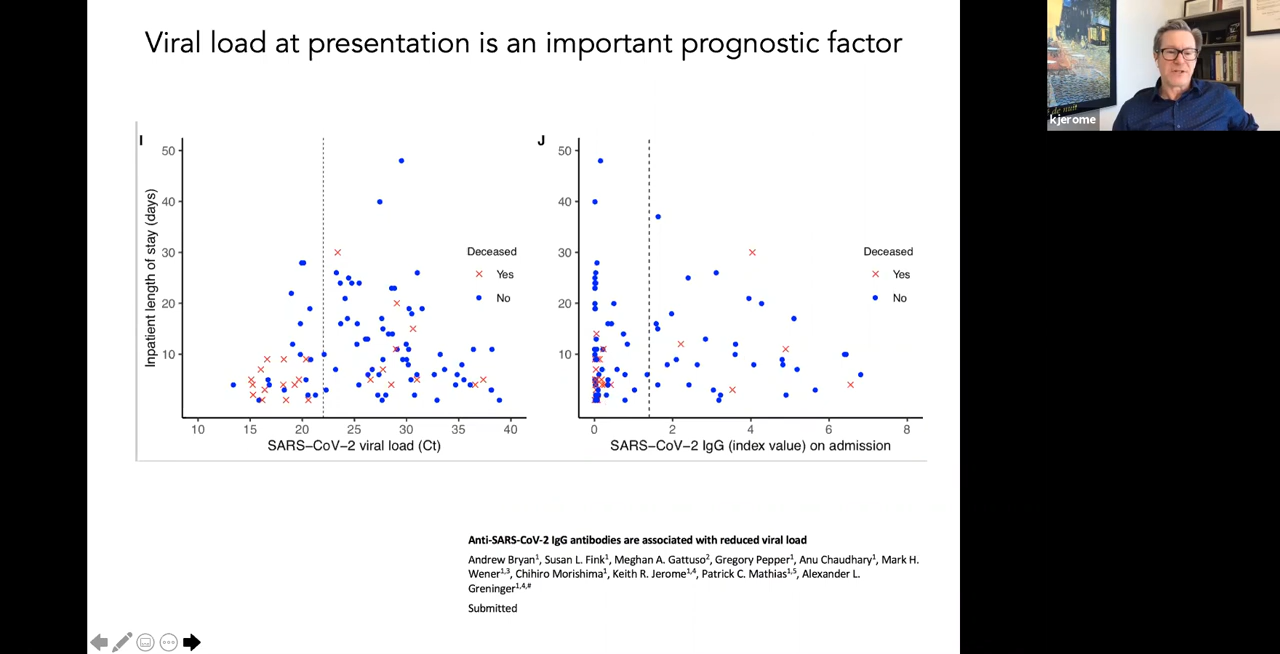 Viral load at presentation is an important prognostic factor
I
Inpatient length of stay (days)
50
40
30
20
10
10 15 20 25 30 35 40
SARS−CoV−2 viral load (Ct)
Deceased
Yes
No
J
50
40
30
20
10
0 2 4 6 8
SARS−CoV−2 IgG (index value) on admission
Deceased
Yes
No
Anti-SARS-CoV-2 IgG antibodies are associated with reduced viral load
Andrew Bryan¹, Susan L. Fink¹, Meghan A. Gattuso², Gregory Pepper¹, Anu Chaudhary¹, Mark H.
Wener¹,³, Chihiro Morishima¹, Keith R. Jerome¹,⁴, Patrick C. Mathias¹,⁵, Alexander L.
Greninger¹,⁴,#
Submitted
de nuit
kjerome